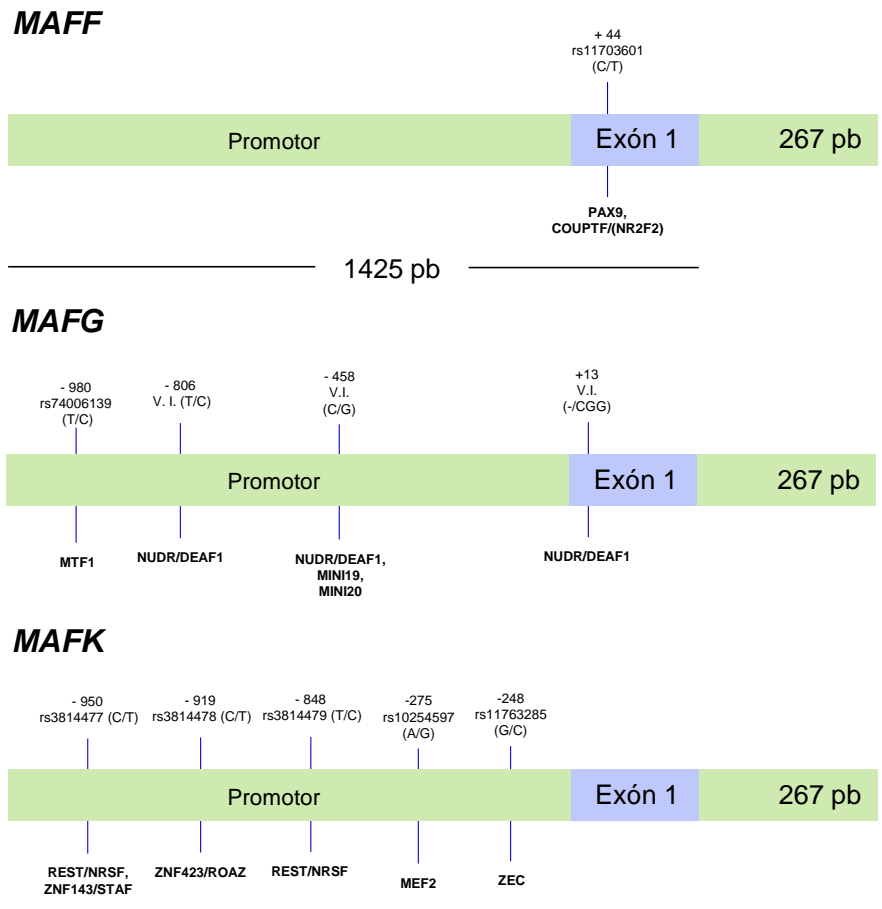 MAFF
+ 44
rs11703601
(C/T)
Promotor
Exón 1
267 pb
PAX9,
COUPTF/(NR2F2)
1425 pb
MAFG
- 980
rs74006139
(T/C)
- 806
V. I. (T/C)
- 458
V.I.
(C/G)
+13
V.I.
(-/CGG)
Promotor
Exón 1
267 pb
MTF1
NUDR/DEAF1
NUDR/DEAF1,
MINI19,
MINI20
NUDR/DEAF1
MAFK
- 950
rs3814477 (C/T)
- 919
rs3814478 (C/T)
- 848
rs3814479 (T/C)
-275
rs10254597
(A/G)
-248
rs11763285
(G/C)
Promotor
Exón 1
267 pb
REST/NRSF,
ZNF143/STAF
ZNF423/ROAZ
REST/NRSF
MEF2
ZEC